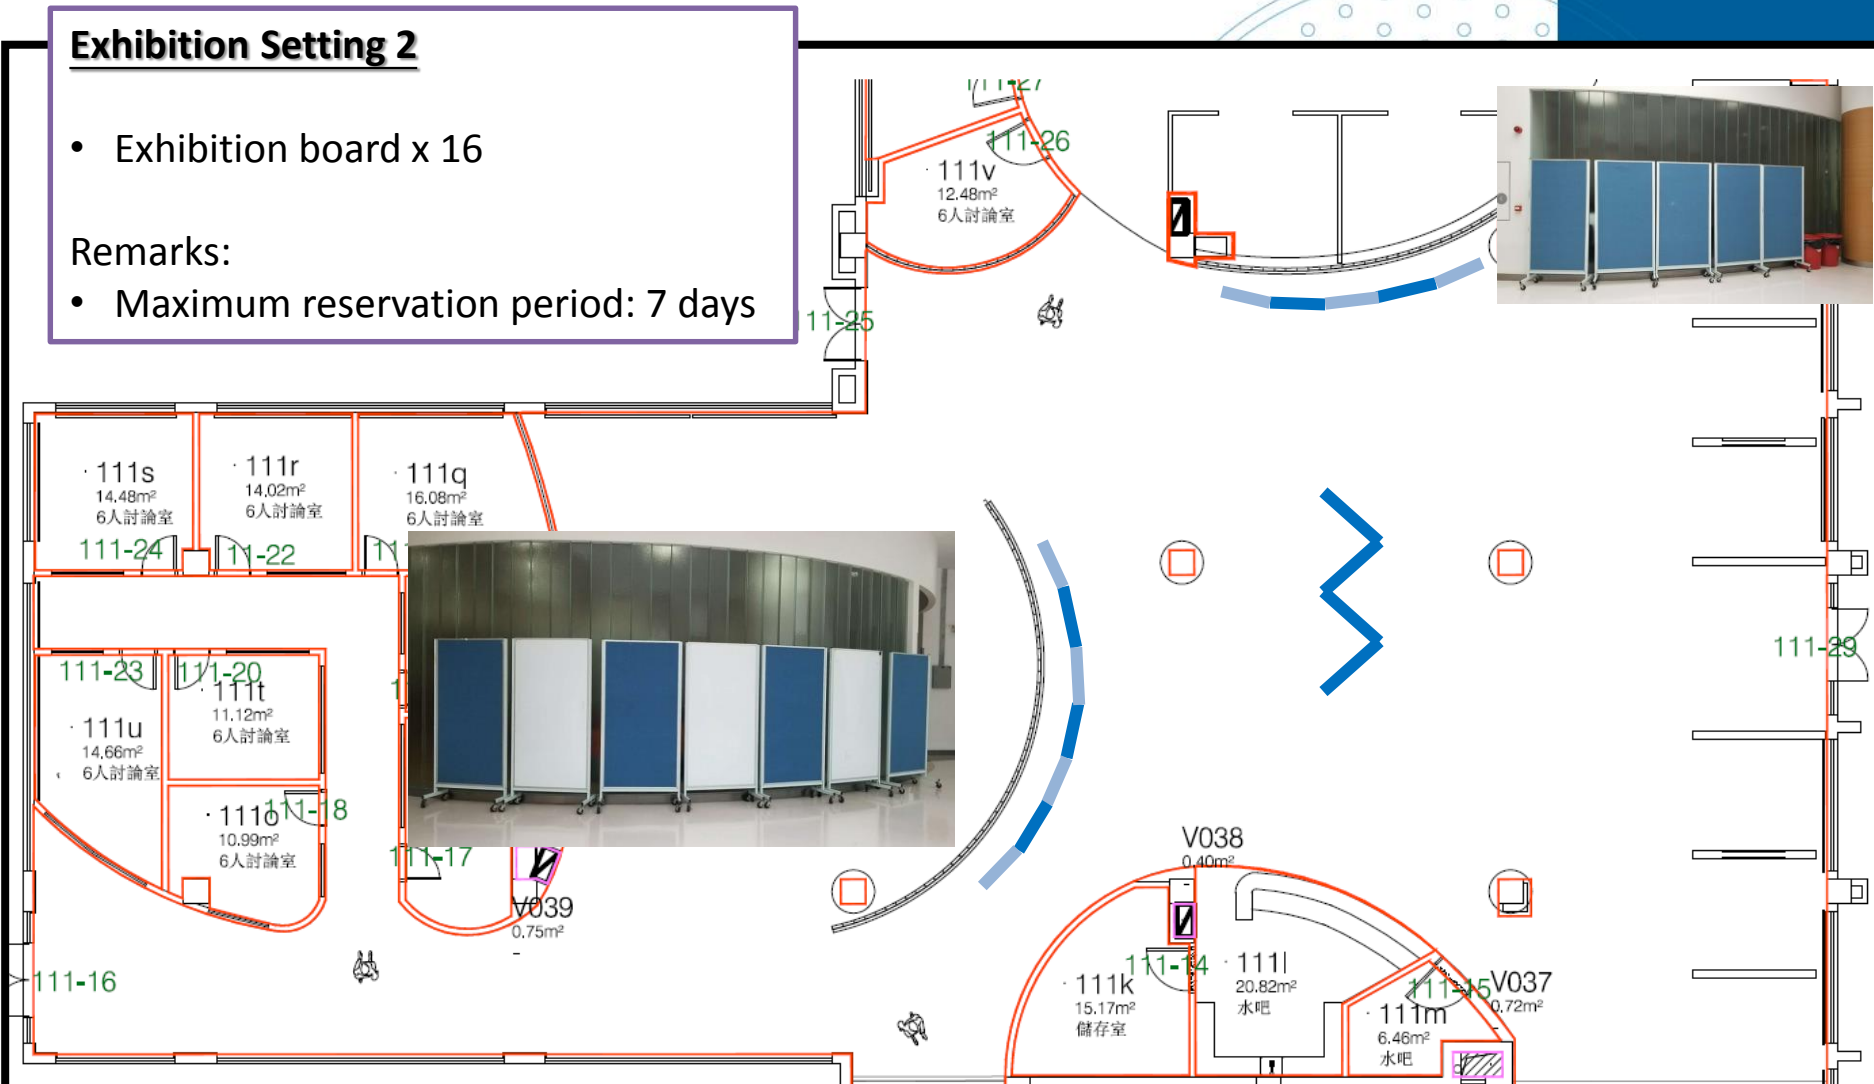 Exhibition Setting 2
• Exhibition board x 16
Remarks:
• Maximum reservation period: 7 days
111-27
111-26
111v
12.48m²
6人討論室
11-25
111s
14.48m²
6人討論室
111-24
111r
14.02m²
6人討論室
11-22
111q
16.08m²
6人討論室
111-23
111-20
111t
11.12m²
6人討論室
111u
14.66m²
6人討論室
111o
10.99m²
6人討論室
111-18
111-17
V039
0.75m²
111-16
111-29
V038
0.40m²
111-14
111k
15.17m²
儲存室
111l
20.82m²
水吧
111-15
V037
0.72m²
111m
6.46m²
水吧